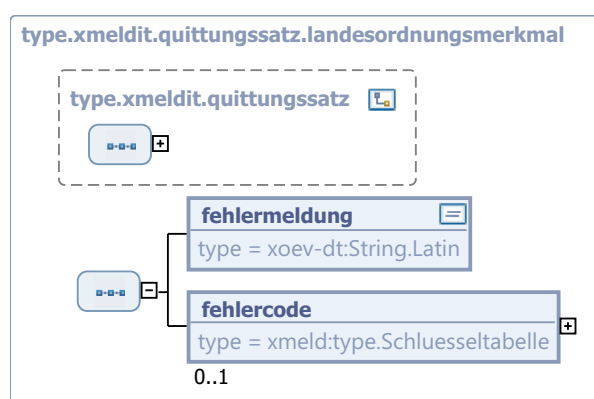 type.xmeldit.quittungssatz.landesordnungsmerkmal
type.xmeldit.quittungssatz
fehlermeldung
type = xoev-dt:String.Latin
fehlercode
type = xmeld:type.Schluesseltabelle
0..1